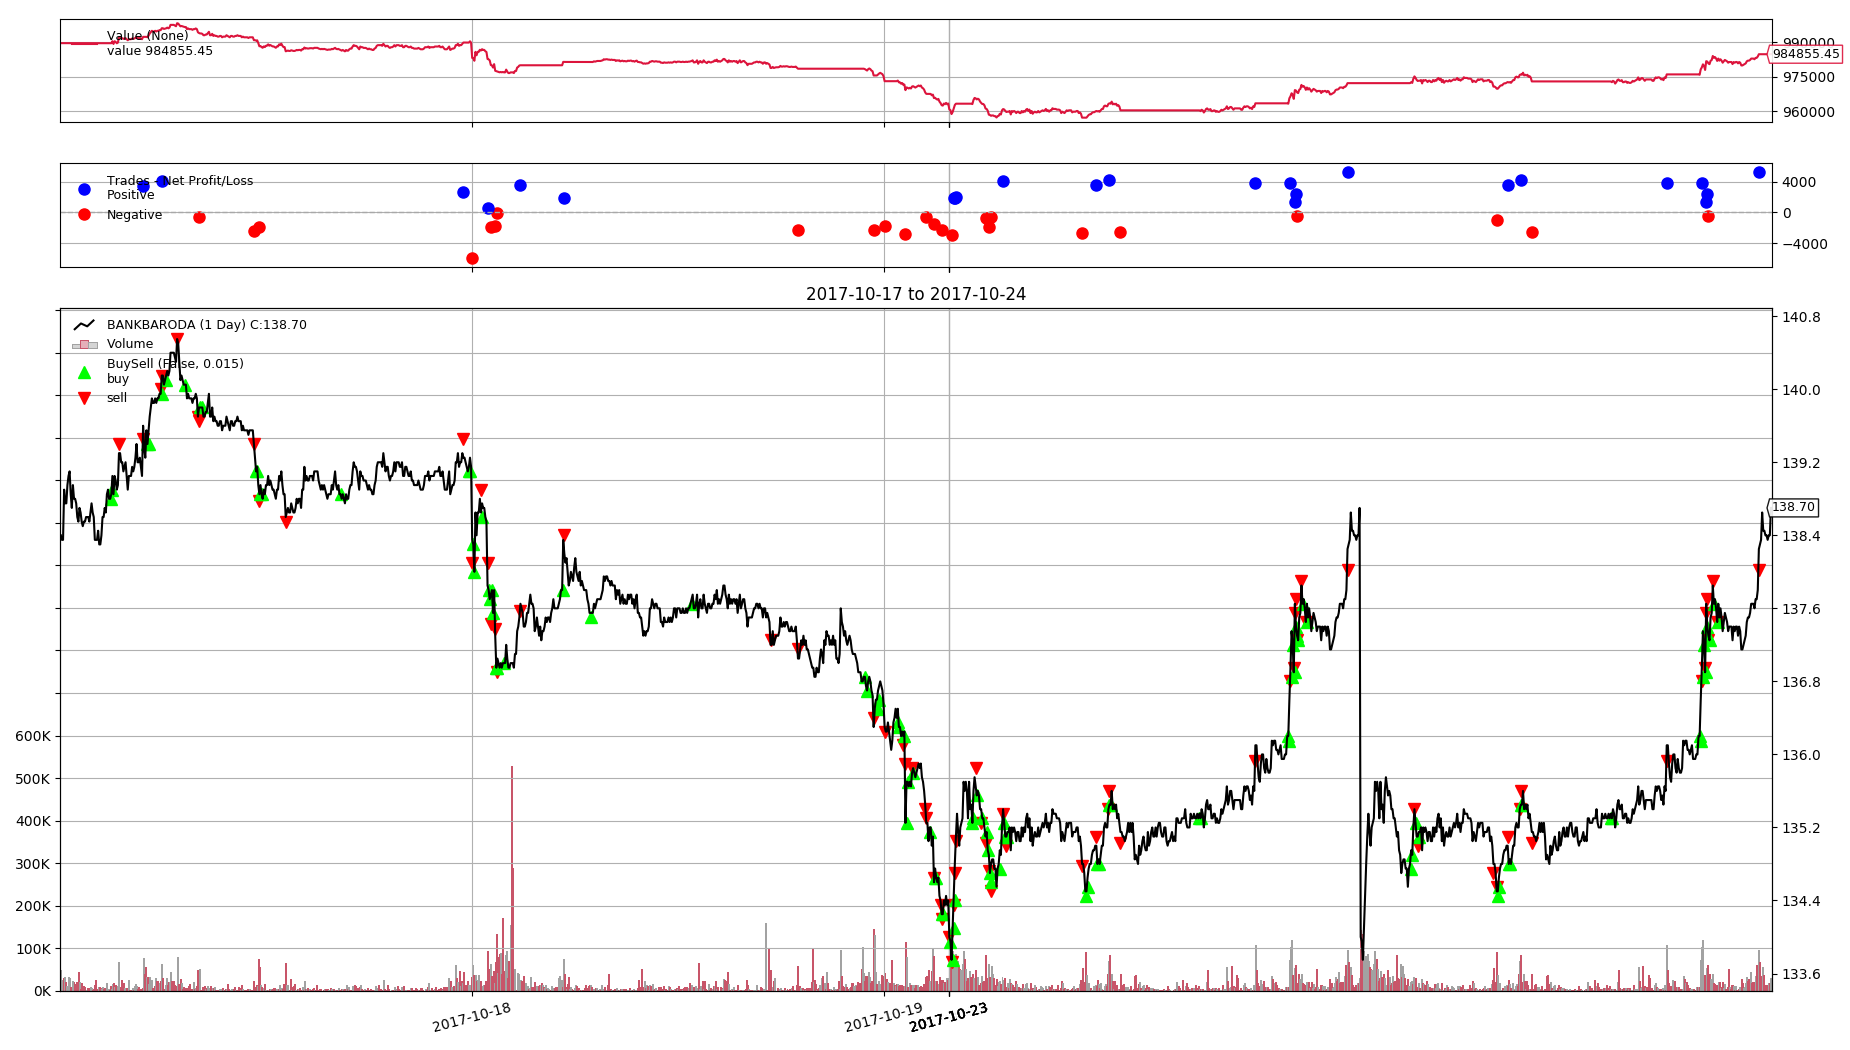 Value (None)
value 984855.45
990000
984855.45
975000
960000
Trades - Net Profit/Loss
Positive
Negative
4000
0
−4000
2017-10-17 to 2017-10-24
BANKBARODA (1 Day) C:138.70
Volume
BuySell (False, 0.015)
buy
sell
140.8
140.0
139.2
138.70
138.4
137.6
136.8
136.0
135.2
134.4
133.6
600K
500K
400K
300K
200K
100K
0K
2017-10-18
2017-10-19
2017-10-23